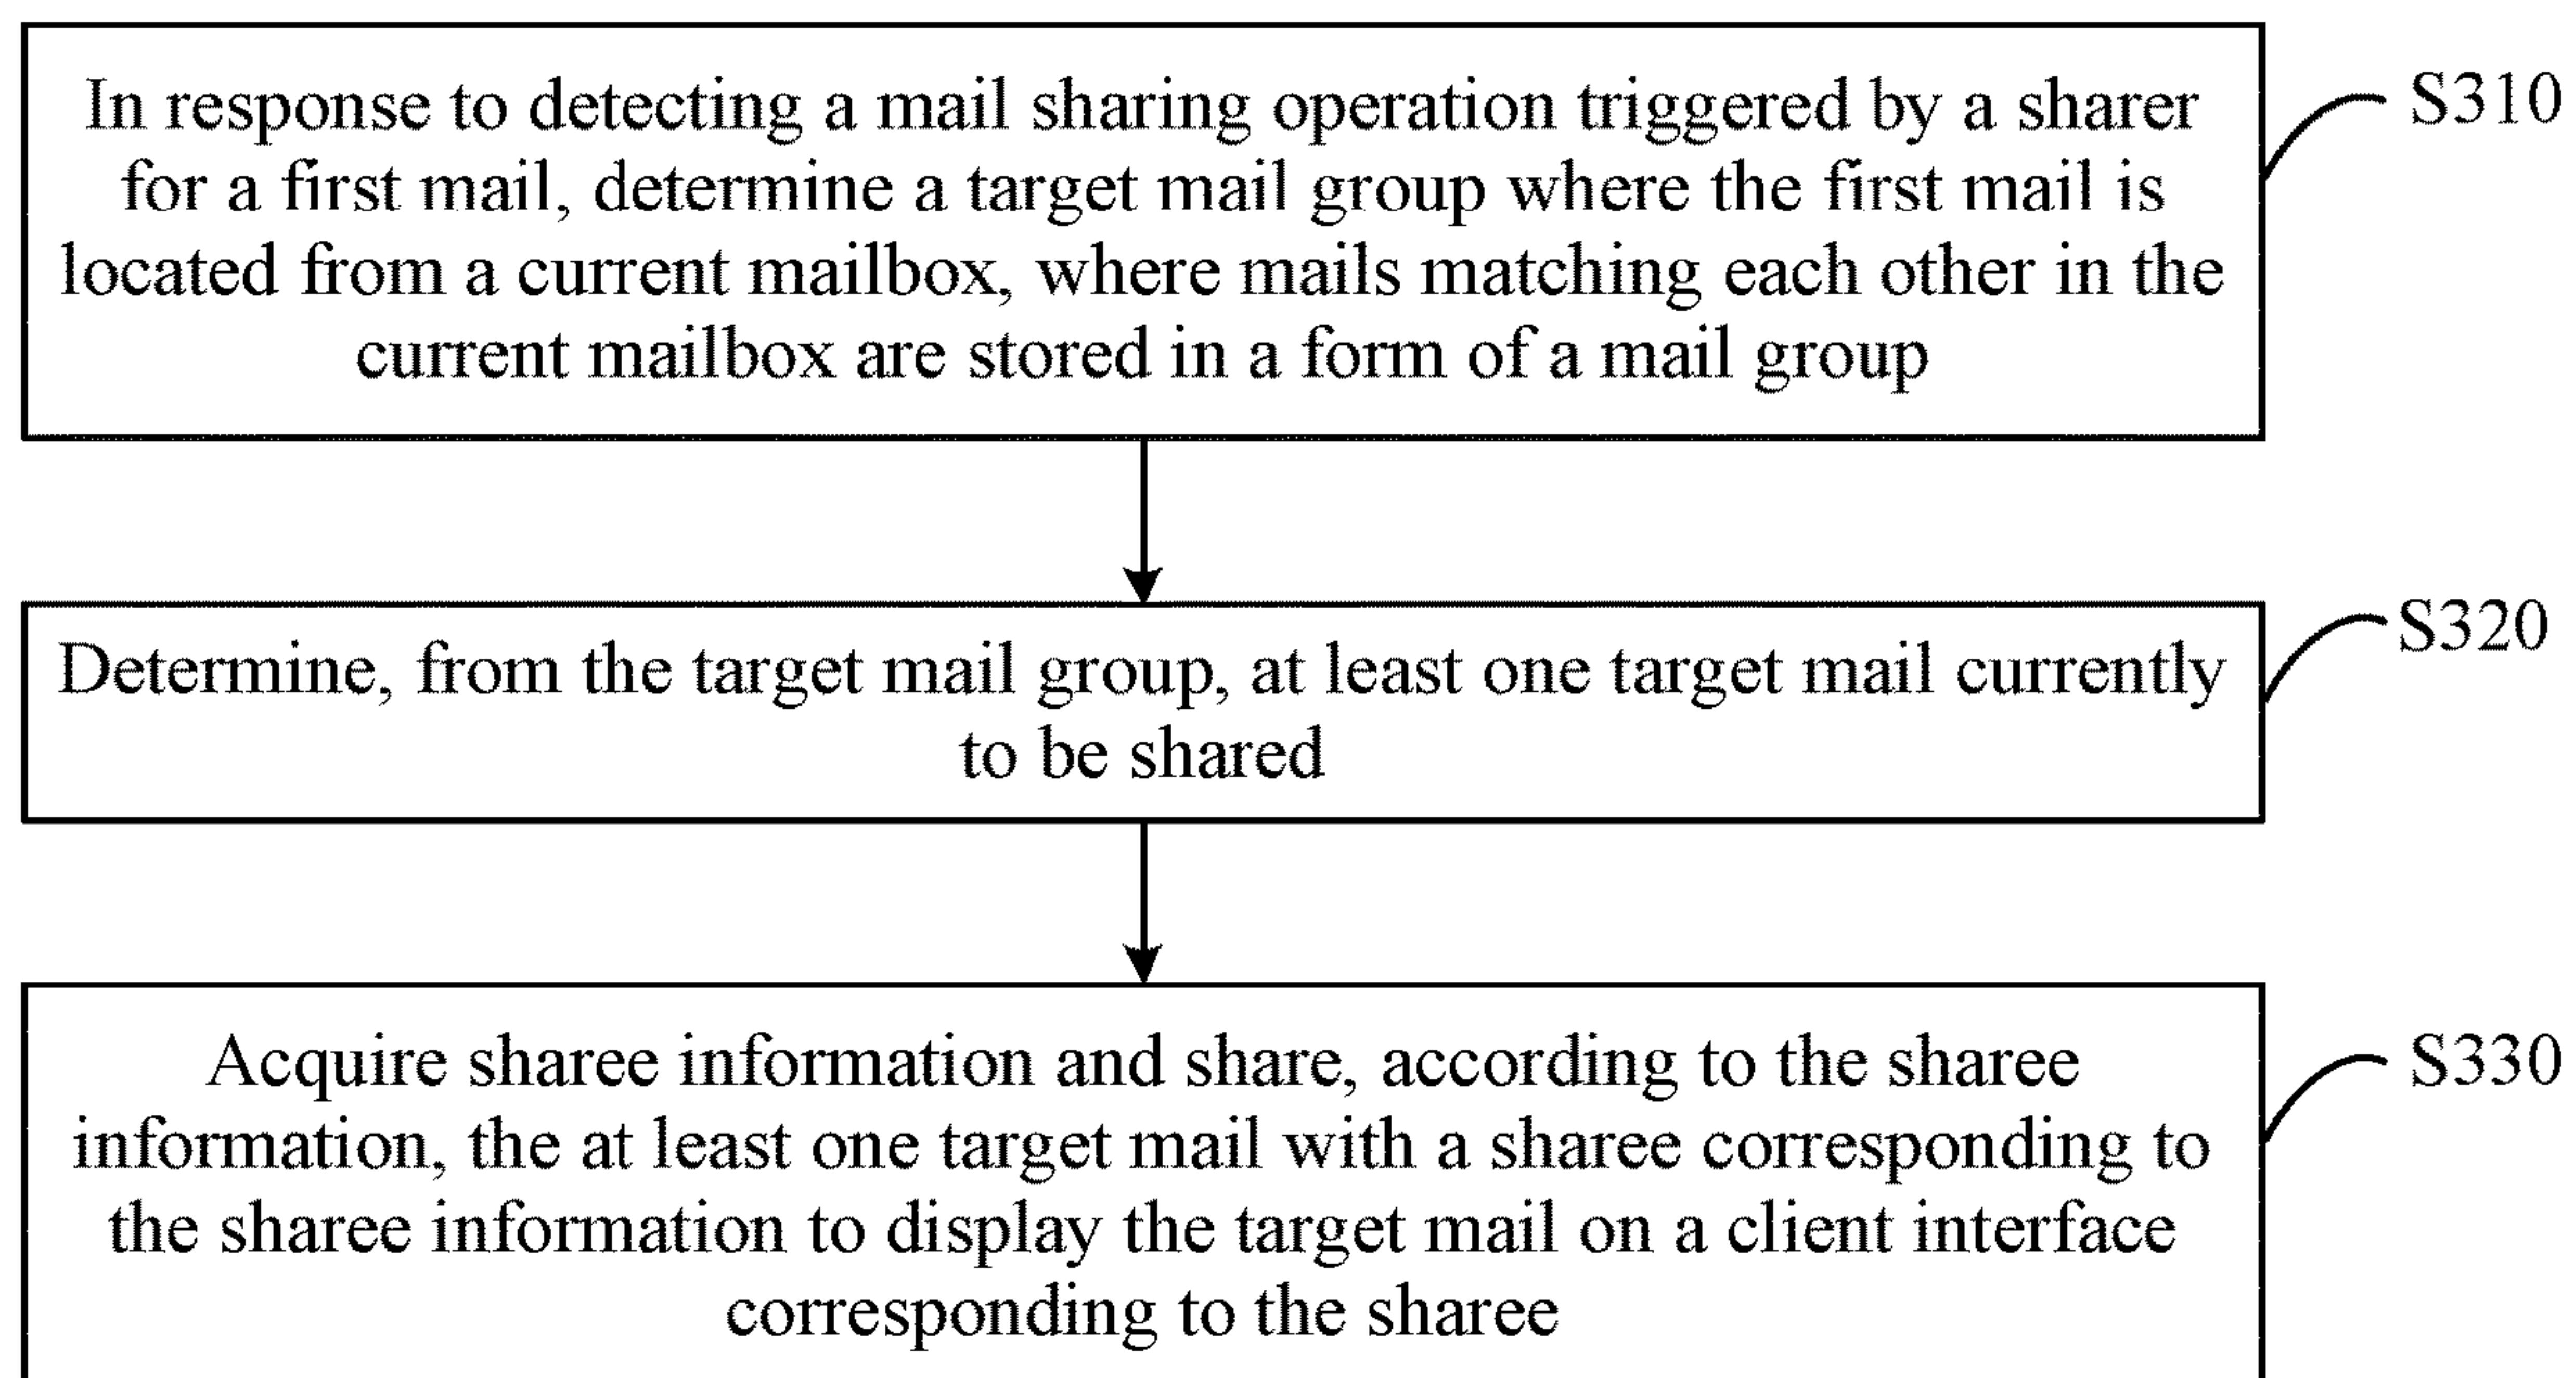 In response to detecting a mail sharing operation triggered by a sharer
for a first mail, determine a target mail group where the first mail is
located from a current mailbox, where mails matching each other in the
current mailbox are stored in a form of a mail group
S310
Determine, from the target mail group, at least one target mail currently
to be shared
S320
Acquire sharee information and share, according to the sharee
information, the at least one target mail with a sharee corresponding to
the sharee information to display the target mail on a client interface
corresponding to the sharee
S330